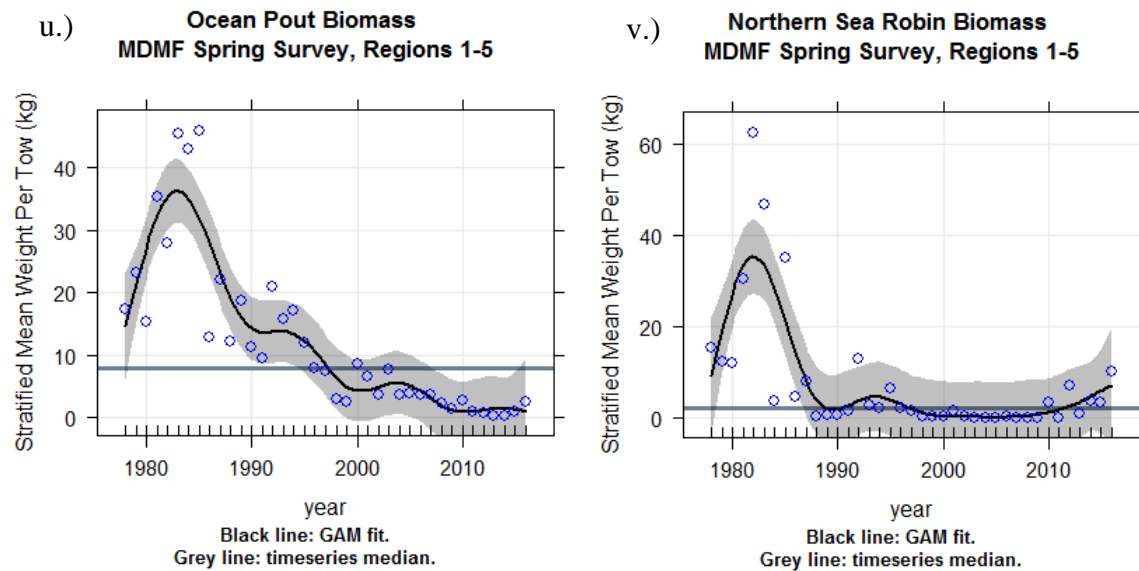 u.)
Ocean Pout Biomass
MDMF Spring Survey, Regions 1-5
Stratified Mean Weight Per Tow (kg)
40
30
20
10
0
1980 1990 2000 2010
year
Black line: GAM fit.
Grey line: timeseries median.
v.)
Northern Sea Robin Biomass
MDMF Spring Survey, Regions 1-5
Stratified Mean Weight Per Tow (kg)
60
40
20
0
1980 1990 2000 2010
year
Black line: GAM fit.
Grey line: timeseries median.